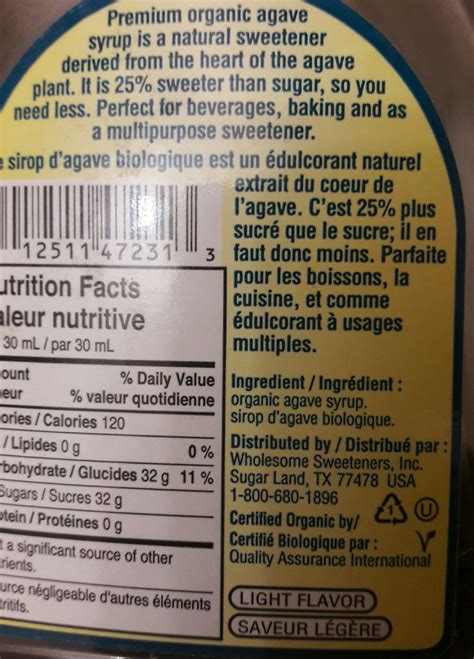 Premium organic agave
syrup is a natural sweetener
derived from the heart of the agave
plant. It is 25% sweeter than sugar, so you
need less. Perfect for beverages, baking and as
a multipurpose sweetener.
e sirop d'agave biologique est un édulcorant naturel
extrait du coeur de
l'agave. C'est 25% plus
sucré que le sucre; il en
faut donc moins. Parfaite
pour les boissons, la
cuisine, et comme
édulcorant à usages
multiples.
12511 47231 3
utrition Facts
aleur nutritive
30 mL / par 30 mL
ount % Daily Value
eur % valeur quotidienne
ories / Calories 120
/ Lipides 0 g 0 %
rbohydrate / Glucides 32 g 11 %
Sugars / Sucres 32 g
otein / Protéines 0 g
t a significant source of other
rients.
urce négligeable d'autres éléments
tritifs.
Ingredient / Ingrédient :
organic agave syrup.
sirop d'agave biologique.
Distributed by / Distribué par :
Wholesome Sweeteners, Inc.
Sugar Land, TX 77478 USA
1-800-680-1896
1 U
Certified Organic by/
Certifié Biologique par :
Quality Assurance International
LIGHT FLAVOR
SAVEUR LÉGÈRE